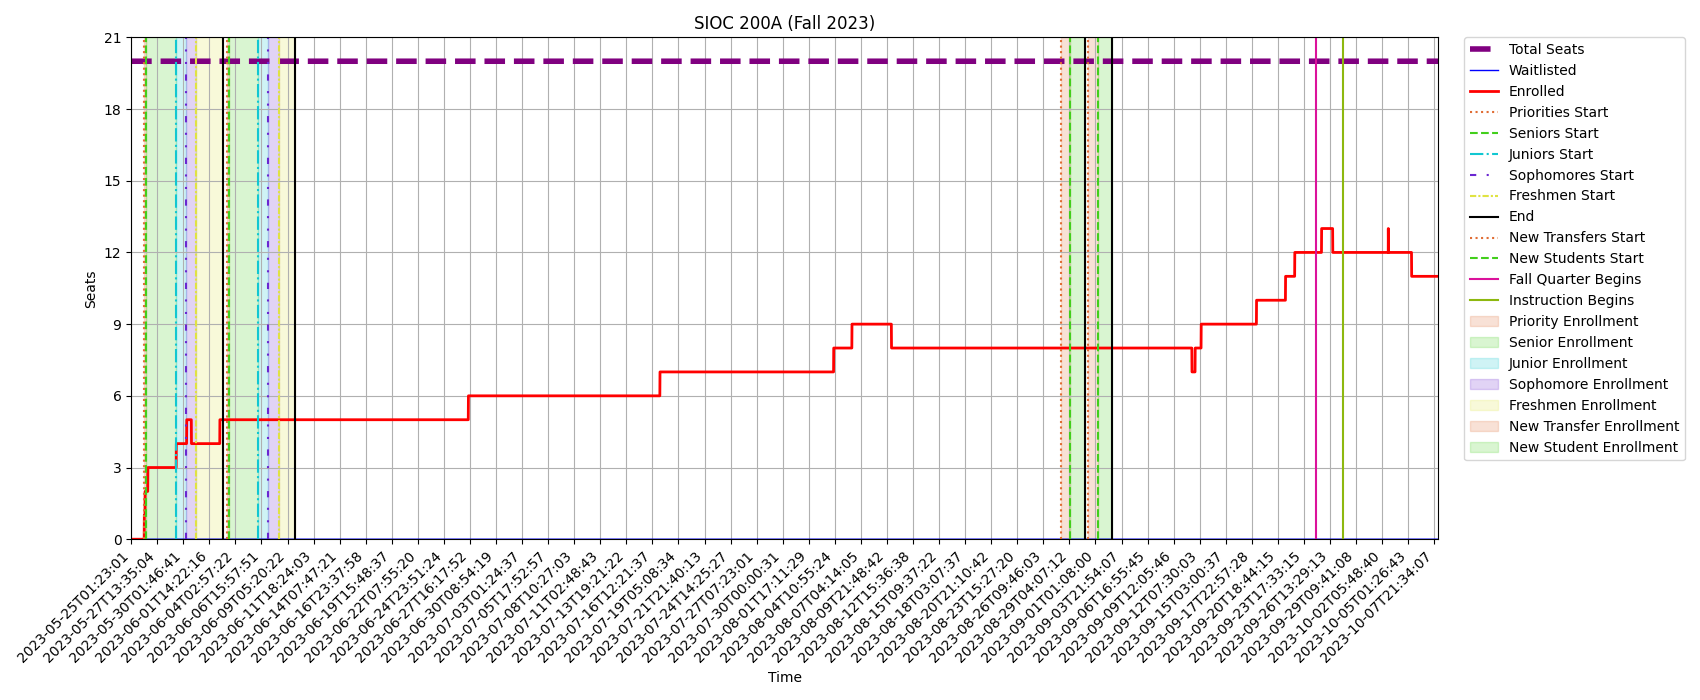 SIOC 200A (Fall 2023)
21
18
15
12
9
6
3
0
Seats
2023-05-25T01:23:01
2023-05-27T13:35:04
2023-05-30T01:46:41
2023-06-01T14:22:16
2023-06-04T02:57:22
2023-06-06T15:57:51
2023-06-09T05:20:22
2023-06-11T18:24:03
2023-06-14T07:47:21
2023-06-16T23:37:58
2023-06-19T15:48:37
2023-06-22T07:55:20
2023-06-24T23:51:24
2023-06-27T16:17:52
2023-06-30T08:54:19
2023-07-03T01:24:37
2023-07-05T17:52:57
2023-07-08T10:27:03
2023-07-11T02:48:43
2023-07-13T19:21:22
2023-07-16T12:21:37
2023-07-19T05:08:34
2023-07-21T21:40:13
2023-07-24T14:25:27
2023-07-27T07:23:01
2023-07-30T00:00:31
2023-08-01T17:11:29
2023-08-04T10:55:24
2023-08-07T04:14:05
2023-08-09T21:48:42
2023-08-12T15:36:38
2023-08-15T09:37:22
2023-08-18T03:07:37
2023-08-20T21:10:42
2023-08-23T15:27:20
2023-08-26T09:46:03
2023-08-29T04:07:12
2023-09-01T01:08:00
2023-09-03T21:54:07
2023-09-06T16:55:45
2023-09-09T12:05:46
2023-09-12T07:30:03
2023-09-15T03:00:37
2023-09-17T22:57:28
2023-09-20T18:44:15
2023-09-23T17:33:15
2023-09-26T13:29:13
2023-09-29T09:41:08
2023-10-02T05:48:40
2023-10-05T01:26:43
2023-10-07T21:34:07
Time
Total Seats
Waitlisted
Enrolled
Priorities Start
Seniors Start
Juniors Start
Sophomores Start
Freshmen Start
End
New Transfers Start
New Students Start
Fall Quarter Begins
Instruction Begins
Priority Enrollment
Senior Enrollment
Junior Enrollment
Sophomore Enrollment
Freshmen Enrollment
New Transfer Enrollment
New Student Enrollment